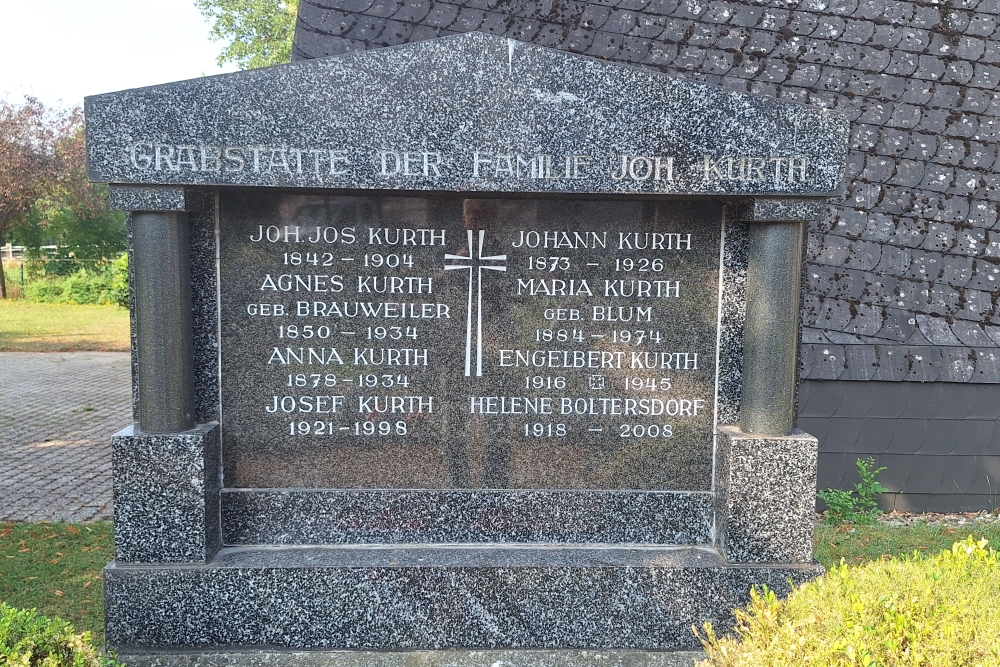 GRABSTÄTTE DER FAMILIE JOH KURTH
JOH. JOS. KURTH
1842 – 1904
AGNES KURTH
GEB. BRAUWEILER
1850 – 1934
ANNA KURTH
1878 – 1934
JOSEF KURTH
1921 – 1998
JOHANN KURTH
1873 – 1926
MARIA KURTH
GEB. BLUM
1884 – 1974
ENGELBERT KURTH
1916 1945
HELENE BOLTERSDORF
1918 – 2008